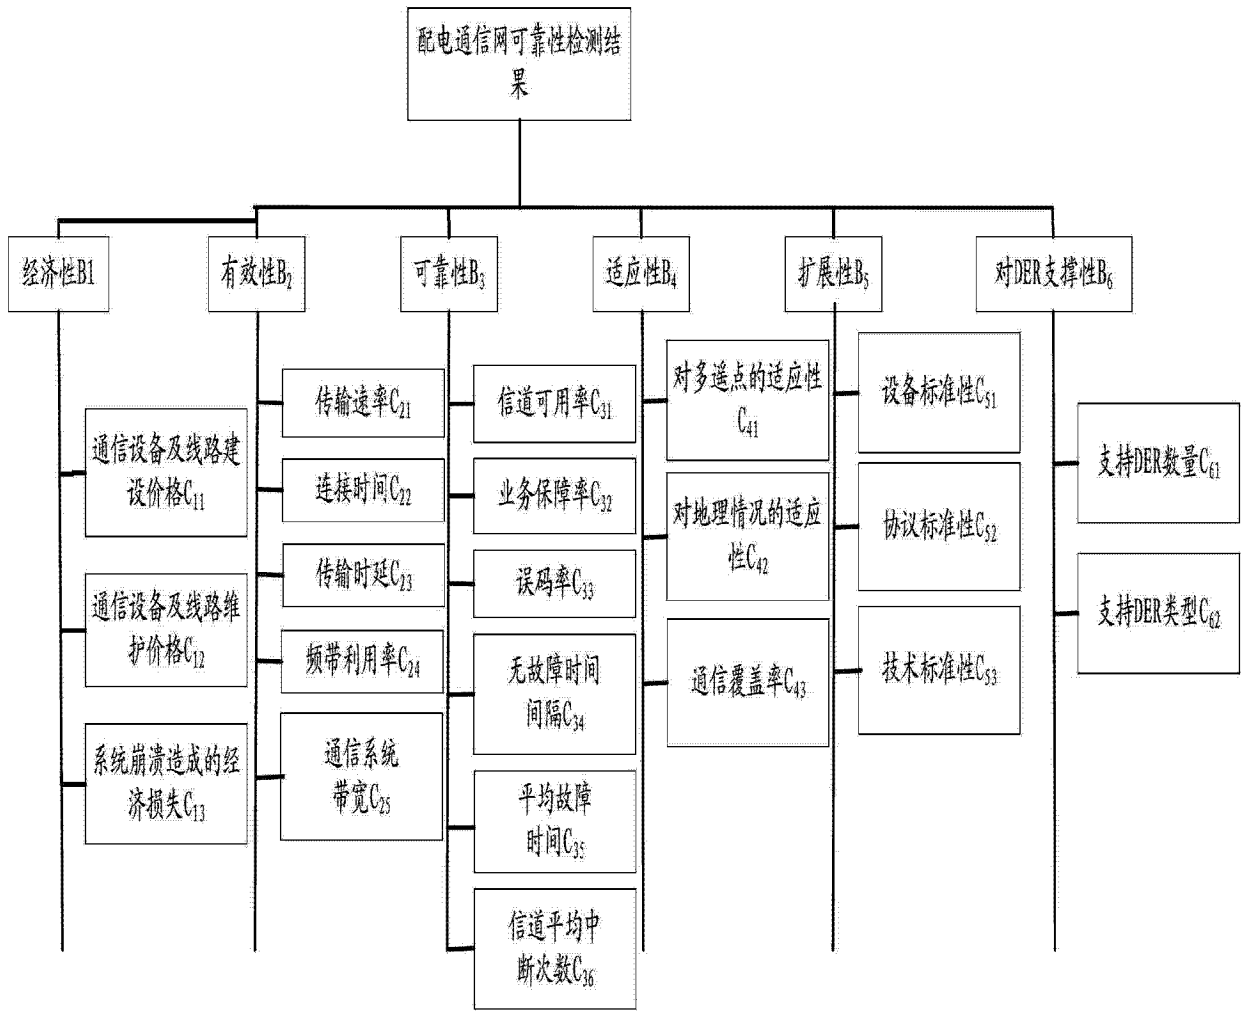 配电通信网可靠性检测结
果
经济性B1
有效性B₂
可靠性B₃
适应性B₄
扩展性B₅
对DER支撑性B₆
通信设备及线路建
设价格C₁₁
通信设备及线路维
护价格C₁₂
系统崩溃造成的经
济损失C₁₃
传输速率C₂₁
连接时间C₂₂
传输时延C₂₃
频带利用率C₂₄
通信系统
带宽C₂₅
信道可用率C₃₁
业务保障率C₃₂
误码率C₃₃
无故障时间
间隔C₃₄
平均故障
时间C₃₅
信道平均中
断次数C₃₆
对多遥点的适应性
C₄₁
对地理情况的适应
性C₄₂
通信覆盖率C₄₃
设备标准性C₅₁
协议标准性C₅₂
技术标准性C₅₃
支持DER数量C₆₁
支持DER类型C₆₂